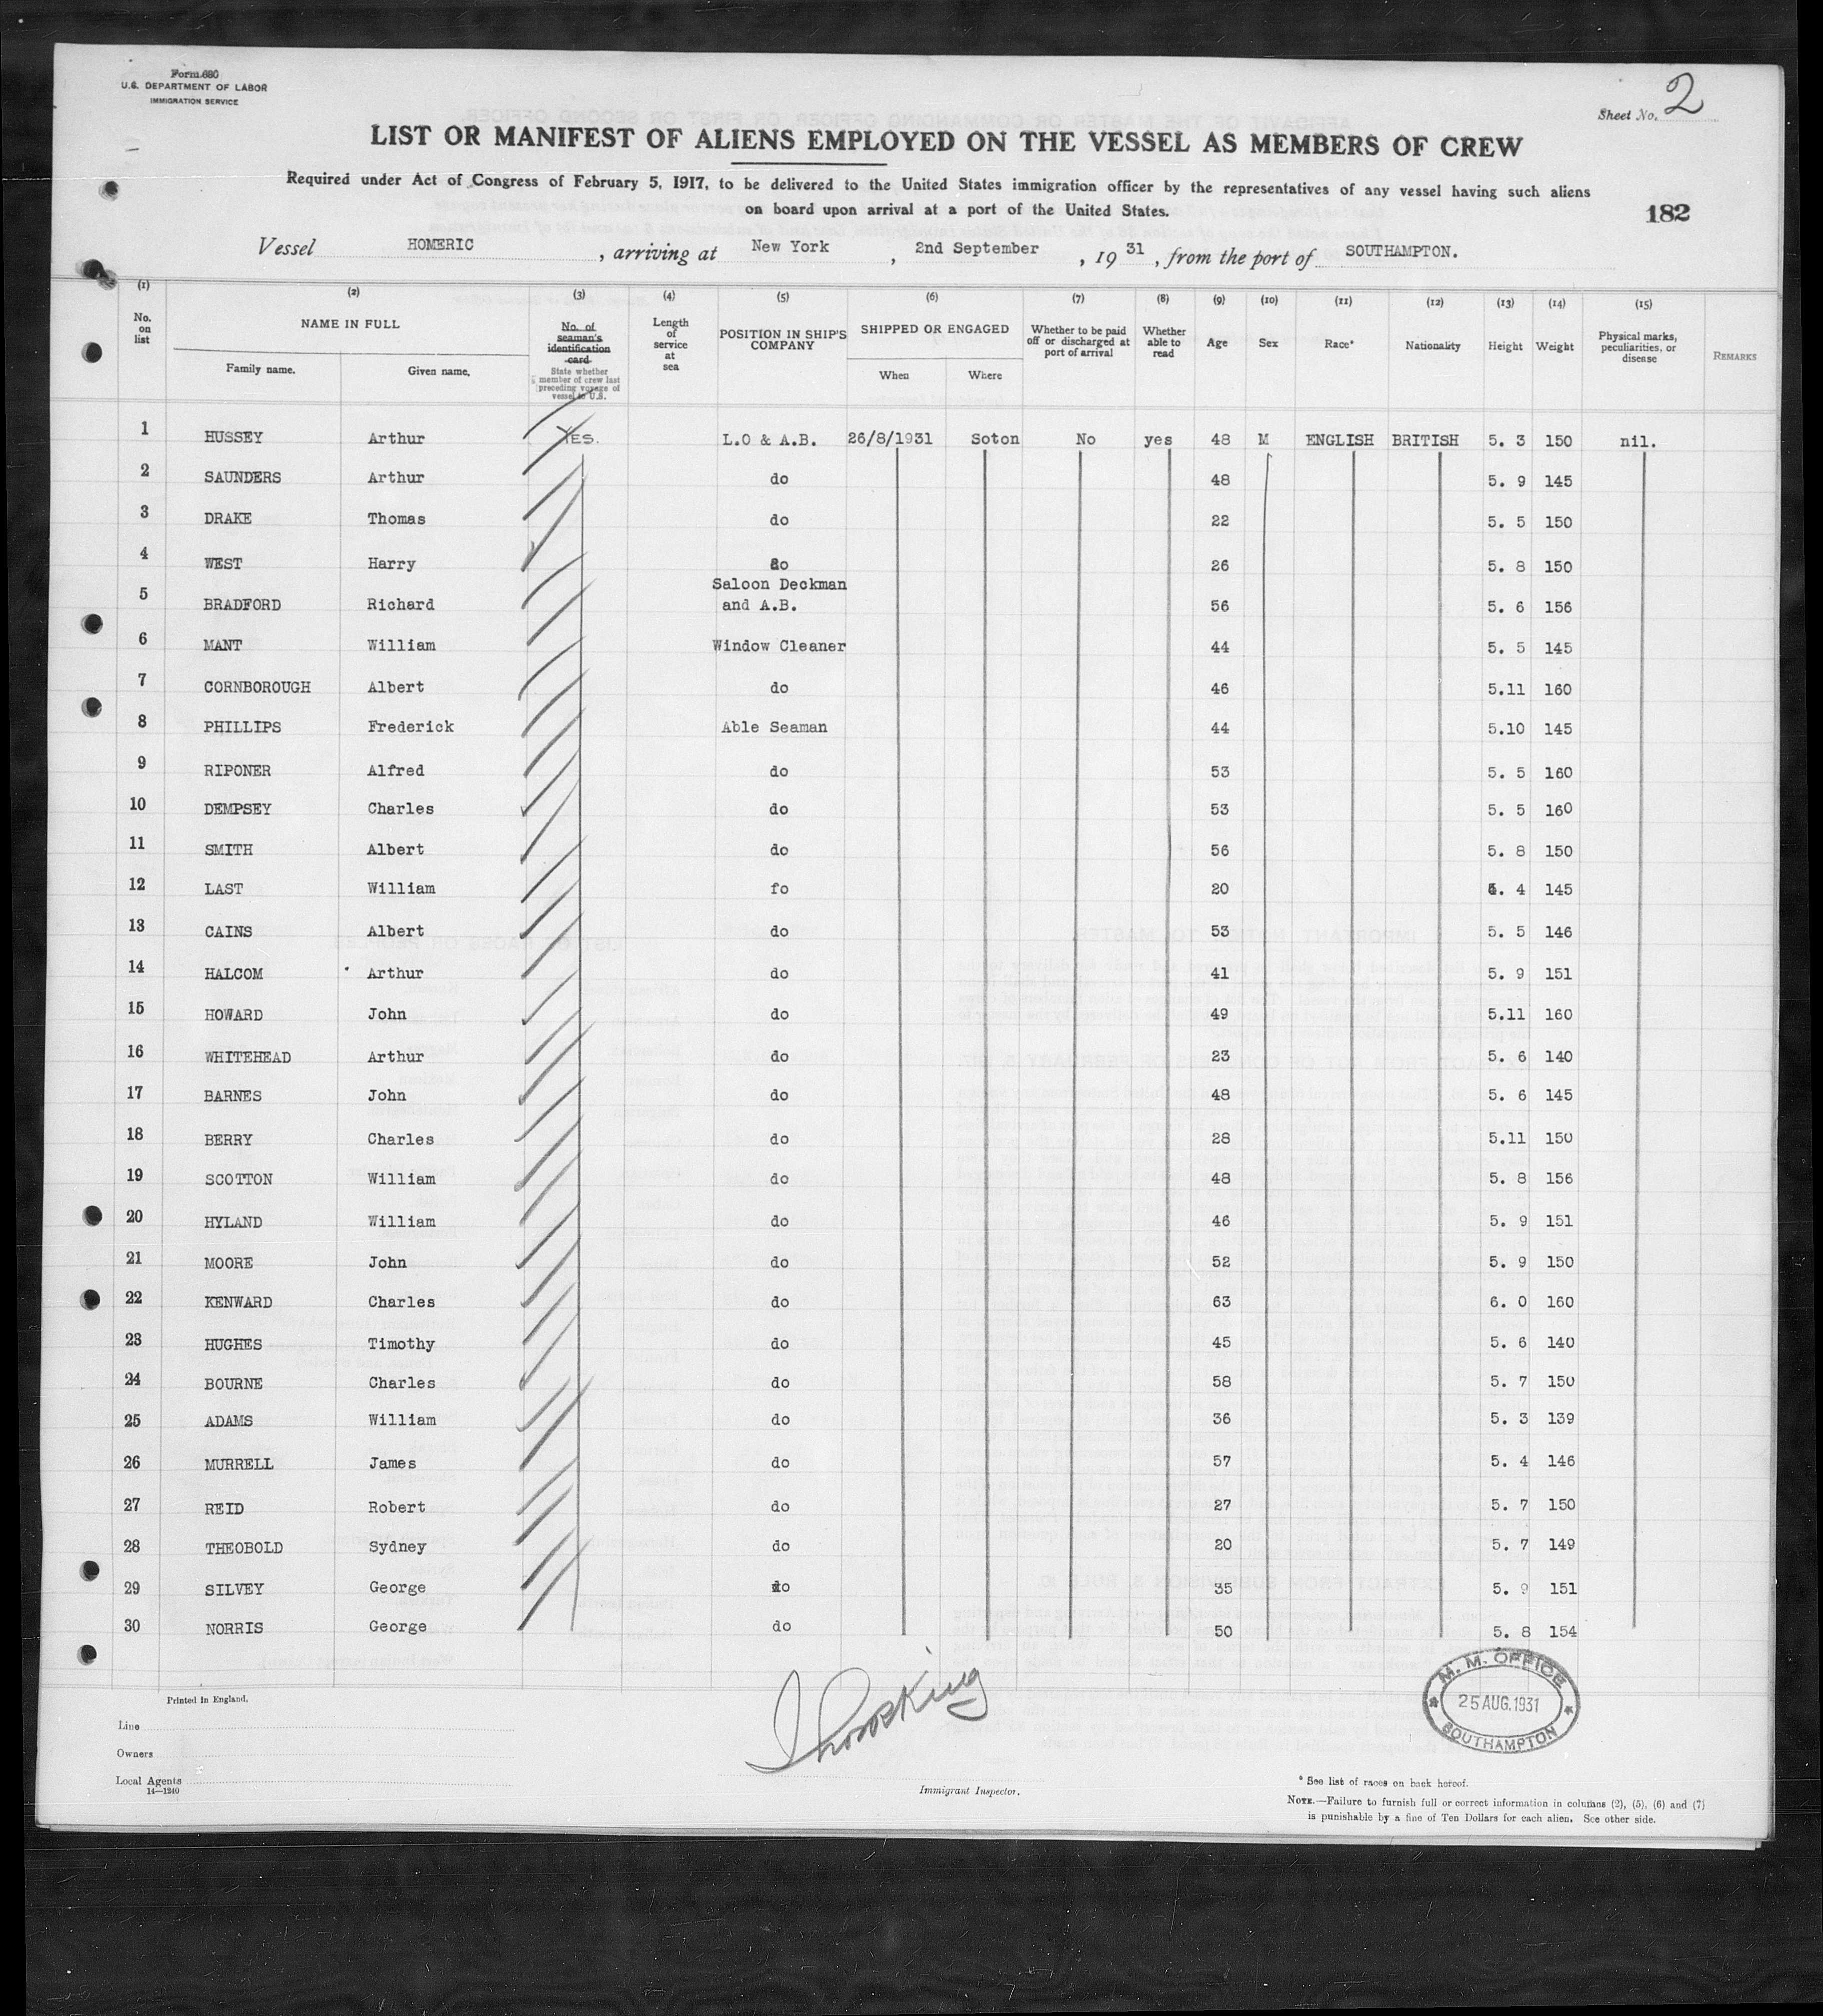 Form 680
U.S. DEPARTMENT OF LABOR
IMMIGRATION SERVICE
Sheet No. 2
LIST OR MANIFEST OF ALIENS EMPLOYED ON THE VESSEL AS MEMBERS OF CREW
Required under Act of Congress of February 5, 1917, to be delivered to the United States immigration officer by the representatives of any vessel having such aliens
on board upon arrival at a port of the United States.
182
Vessel HOMERIC, arriving at New York, 2nd September, 1931, from the port of SOUTHAMPTON.
(1) (2) (3) (4) (5) (6) (7) (8) (9) (10) (11) (12) (13) (14) (15)
No. on list NAME IN FULL Family name. Given name. No. of seaman's identification card State whether member of crew last preceding voyage of vessel to U.S. Length of service at sea POSITION IN SHIP'S COMPANY SHIPPED OR ENGAGED When Where Whether to be paid off or discharged at port of arrival Whether able to read Age Sex Race* Nationality Height Weight Physical marks, peculiarities, or disease REMARKS
1 HUSSEY Arthur YES. L.O & A.B. 26/8/1931 Soton No yes 48 M ENGLISH BRITISH 5. 3 150 nil.
2 SAUNDERS Arthur do 48 5. 9 145
3 DRAKE Thomas do 22 5. 5 150
4 WEST Harry do 26 5. 8 150
5 BRADFORD Richard Saloon Deckman and A.B. 56 5. 6 156
6 MANT William Window Cleaner 44 5. 5 145
7 CORNBOROUGH Albert do 46 5.11 160
8 PHILLIPS Frederick Able Seaman 44 5.10 145
9 RIPONER Alfred do 53 5. 5 160
10 DEMPSEY Charles do 53 5. 5 160
11 SMITH Albert do 56 5. 8 150
12 LAST William fo 20 4 145
13 CAINS Albert do 53 5. 5 146
14 HALCOM Arthur do 41 5. 9 151
15 HOWARD John do 49 5.11 160
16 WHITEHEAD Arthur do 23 5. 6 140
17 BARNES John do 48 5. 6 145
18 BERRY Charles do 28 5.11 150
19 SCOTTON William do 48 5. 8 156
20 HYLAND William do 46 5. 9 151
21 MOORE John do 52 5. 9 150
22 KENWARD Charles do 63 6. 0 160
23 HUGHES Timothy do 45 5. 6 140
24 BOURNE Charles do 58 5. 7 150
25 ADAMS William do 36 5. 3 139
26 MURRELL James do 57 5. 4 146
27 REID Robert do 27 5. 7 150
28 THEOBOLD Sydney do 20 5. 7 149
29 SILVEY George do 35 5. 9 151
30 NORRIS George do 50 5. 8 154
M. M. OFFICE
25 AUG.1931
SOUTHAMPTON
Printed in England.
Line
Owners
Local Agents
14—1240
Immigrant Inspector.
* See list of races on back hereof.
NOTE.—Failure to furnish full or correct information in columns (2), (5), (6) and (7)
is punishable by a fine of Ten Dollars for each alien. See other side.